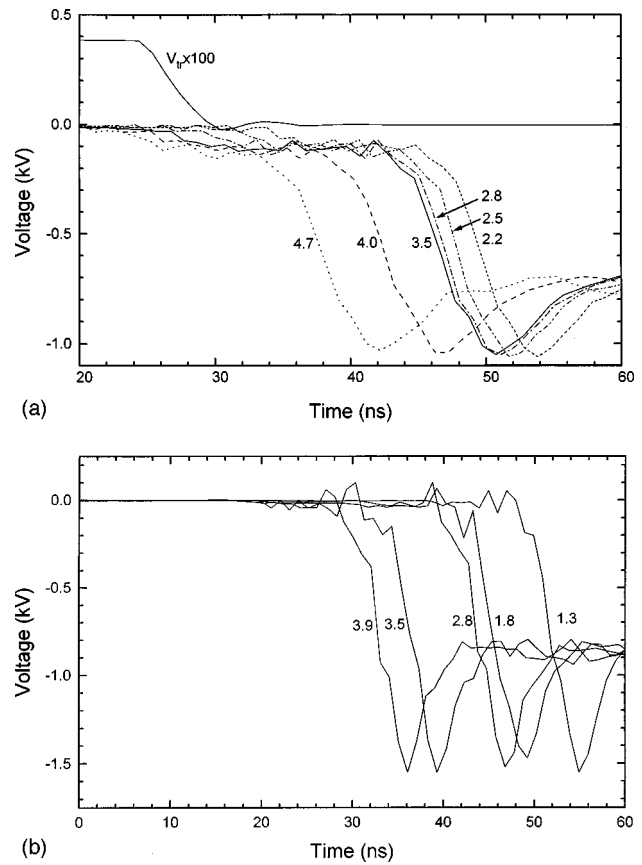 0.5
V_tr x100
0.0
Voltage (kV)
-0.5
2.8
2.5
4.7 4.0 3.5 2.2
-1.0
20 30 40 50 60
(a)
Time (ns)
0.0
Voltage (kV)
-0.5
3.9 3.5 2.8 1.8 1.3
-1.0
-1.5
0 10 20 30 40 50 60
(b)
Time (ns)